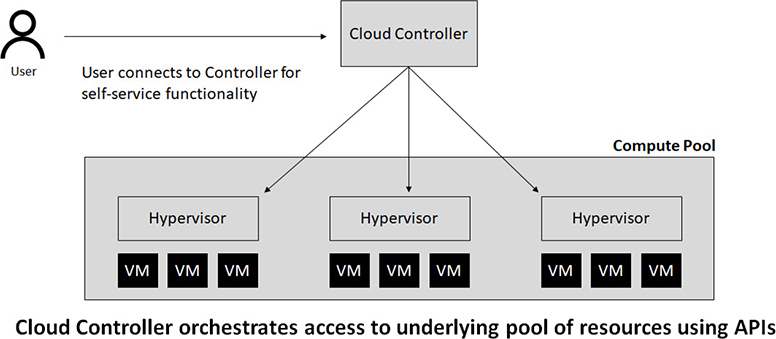 Cloud Controller
User
User connects to Controller for
self-service functionality
Compute Pool
Hypervisor Hypervisor Hypervisor
VM VM VM VM VM VM VM VM VM
Cloud Controller orchestrates access to underlying pool of resources using APIs